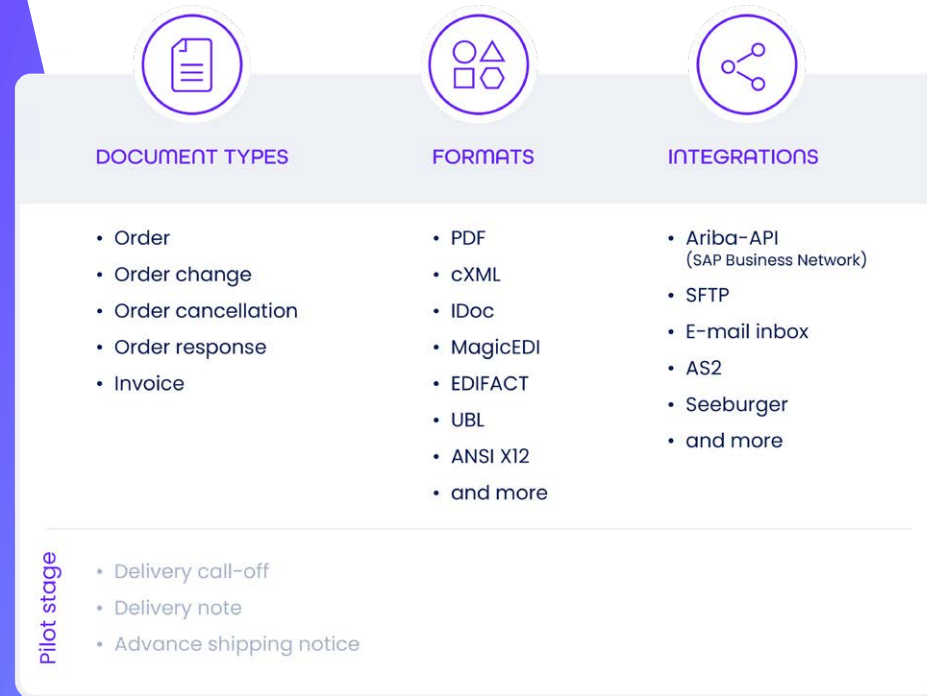 DOCUMENT TYPES
• Order
• Order change
• Order cancellation
• Order response
• Invoice
FORMATS
• PDF
• cXML
• IDoc
• MagicEDI
• EDIFACT
• UBL
• ANSI X12
• and more
INTEGRATIONS
• Ariba-API
(SAP Business Network)
• SFTP
• E-mail inbox
• AS2
• Seeburger
• and more
Pilot stage
• Delivery call-off
• Delivery note
• Advance shipping notice